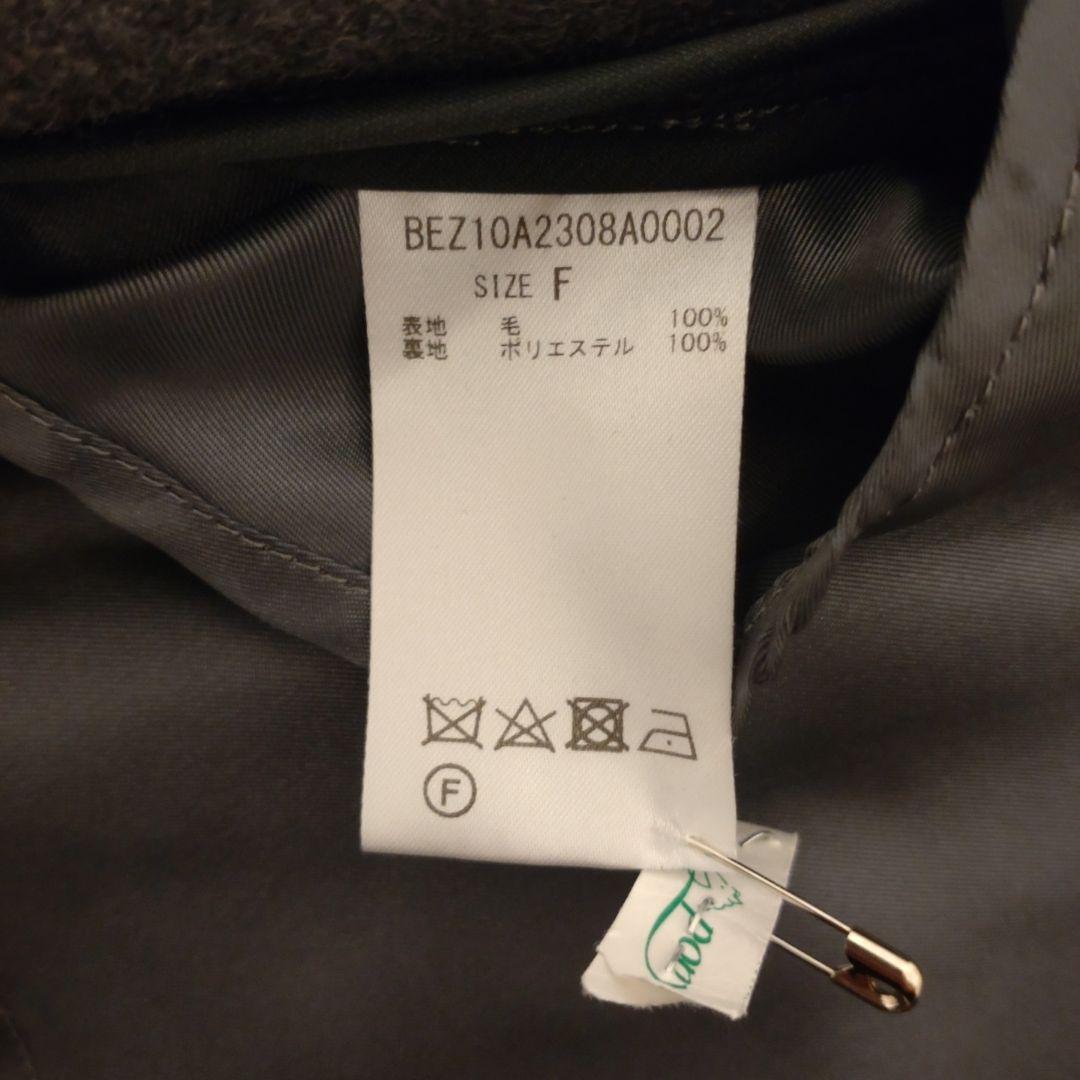 BEZ10A2308A0002
SIZE F
表地 毛 100%
裏地 ポリエステル 100%
F